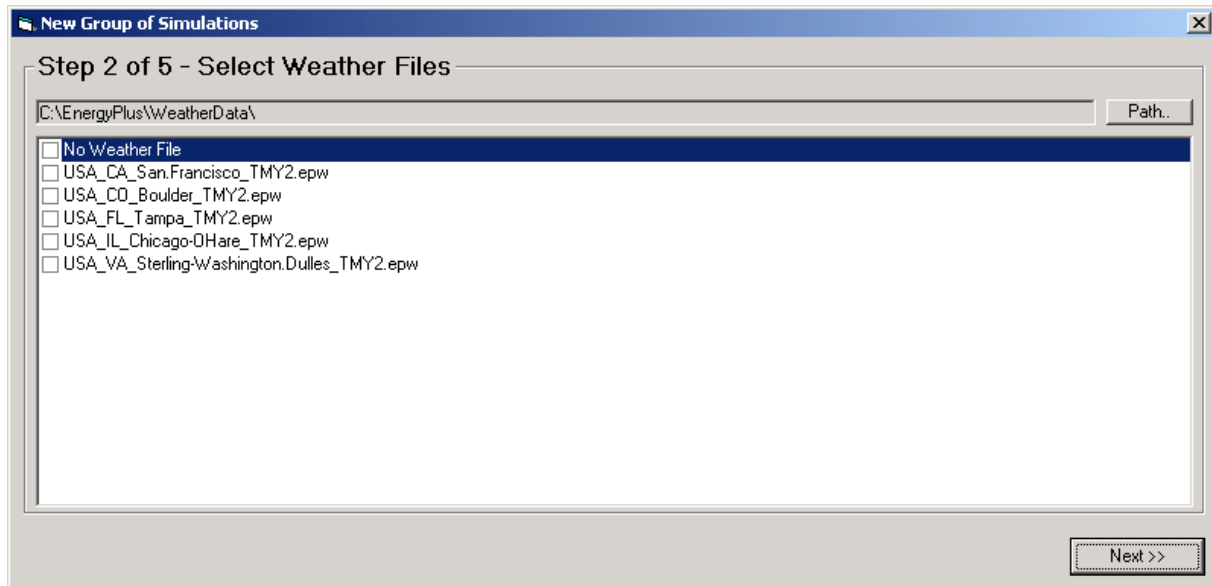 New Group of Simulations
Step 2 of 5 - Select Weather Files
C:\EnergyPlus\WeatherData\
Path..
No Weather File
USA_CA_San.Francisco_TMY2.epw
USA_CO_Boulder_TMY2.epw
USA_FL_Tampa_TMY2.epw
USA_IL_Chicago-OHare_TMY2.epw
USA_VA_Sterling-Washington.Dulles_TMY2.epw
Next >>